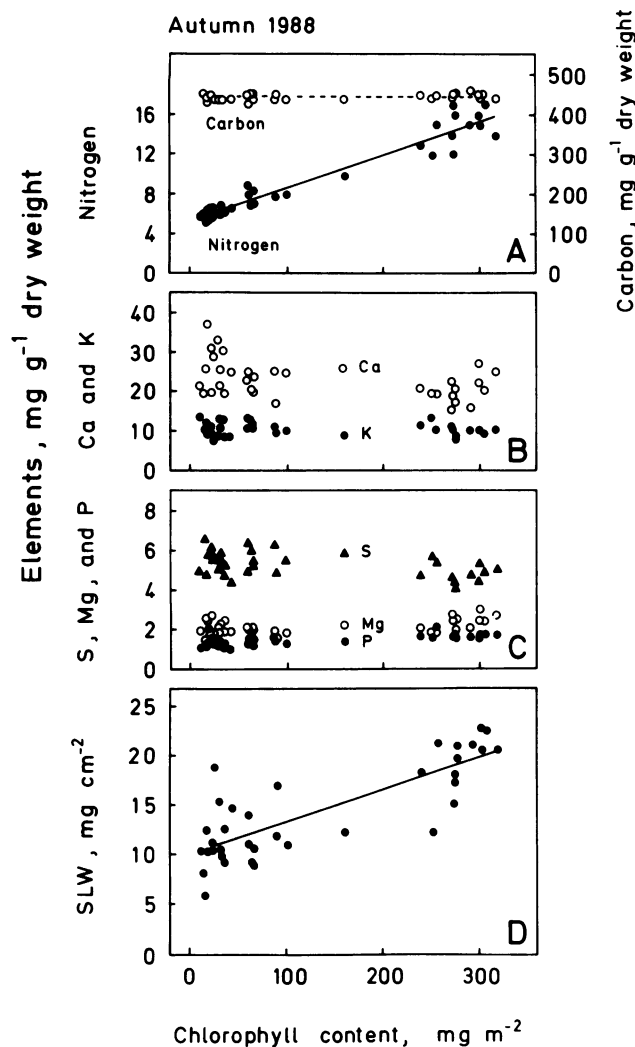 Autumn 1988
Elements, mg g⁻¹ dry weight
Nitrogen
16
12
8
4
0
Carbon
Nitrogen
A
500
400
300
200
100
0
Carbon, mg g⁻¹ dry weight
Ca and K
40
30
20
10
0
Ca
K
B
S, Mg, and P
8
6
4
2
0
S
Mg
P
C
SLW, mg cm⁻²
25
20
15
10
5
0
D
0 100 200 300
Chlorophyll content, mg m⁻²